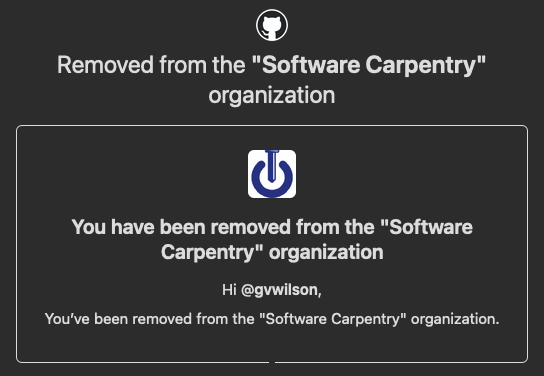 Removed from the "Software Carpentry"
organization
You have been removed from the "Software
Carpentry" organization
Hi @gvwilson,
You’ve been removed from the "Software Carpentry" organization.